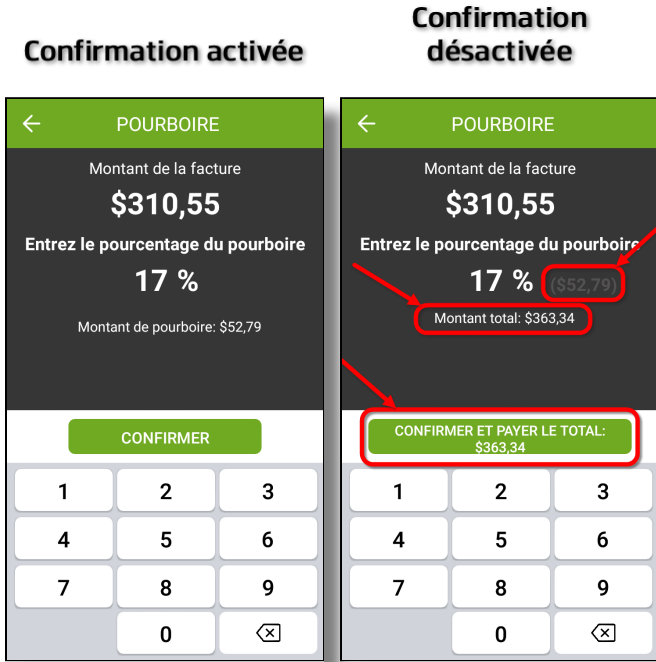 Confirmation activée
POURBOIRE
Montant de la facture
$310,55
Entrez le pourcentage du pourboire
17 %
Montant de pourboire: $52,79
CONFIRMER
1 2 3
4 5 6
7 8 9
0
Confirmation
désactivée
POURBOIRE
Montant de la facture
$310,55
Entrez le pourcentage du pourboire
17 % ($52,79)
Montant total: $363,34
CONFIRMER ET PAYER LE TOTAL:
$363,34
1 2 3
4 5 6
7 8 9
0